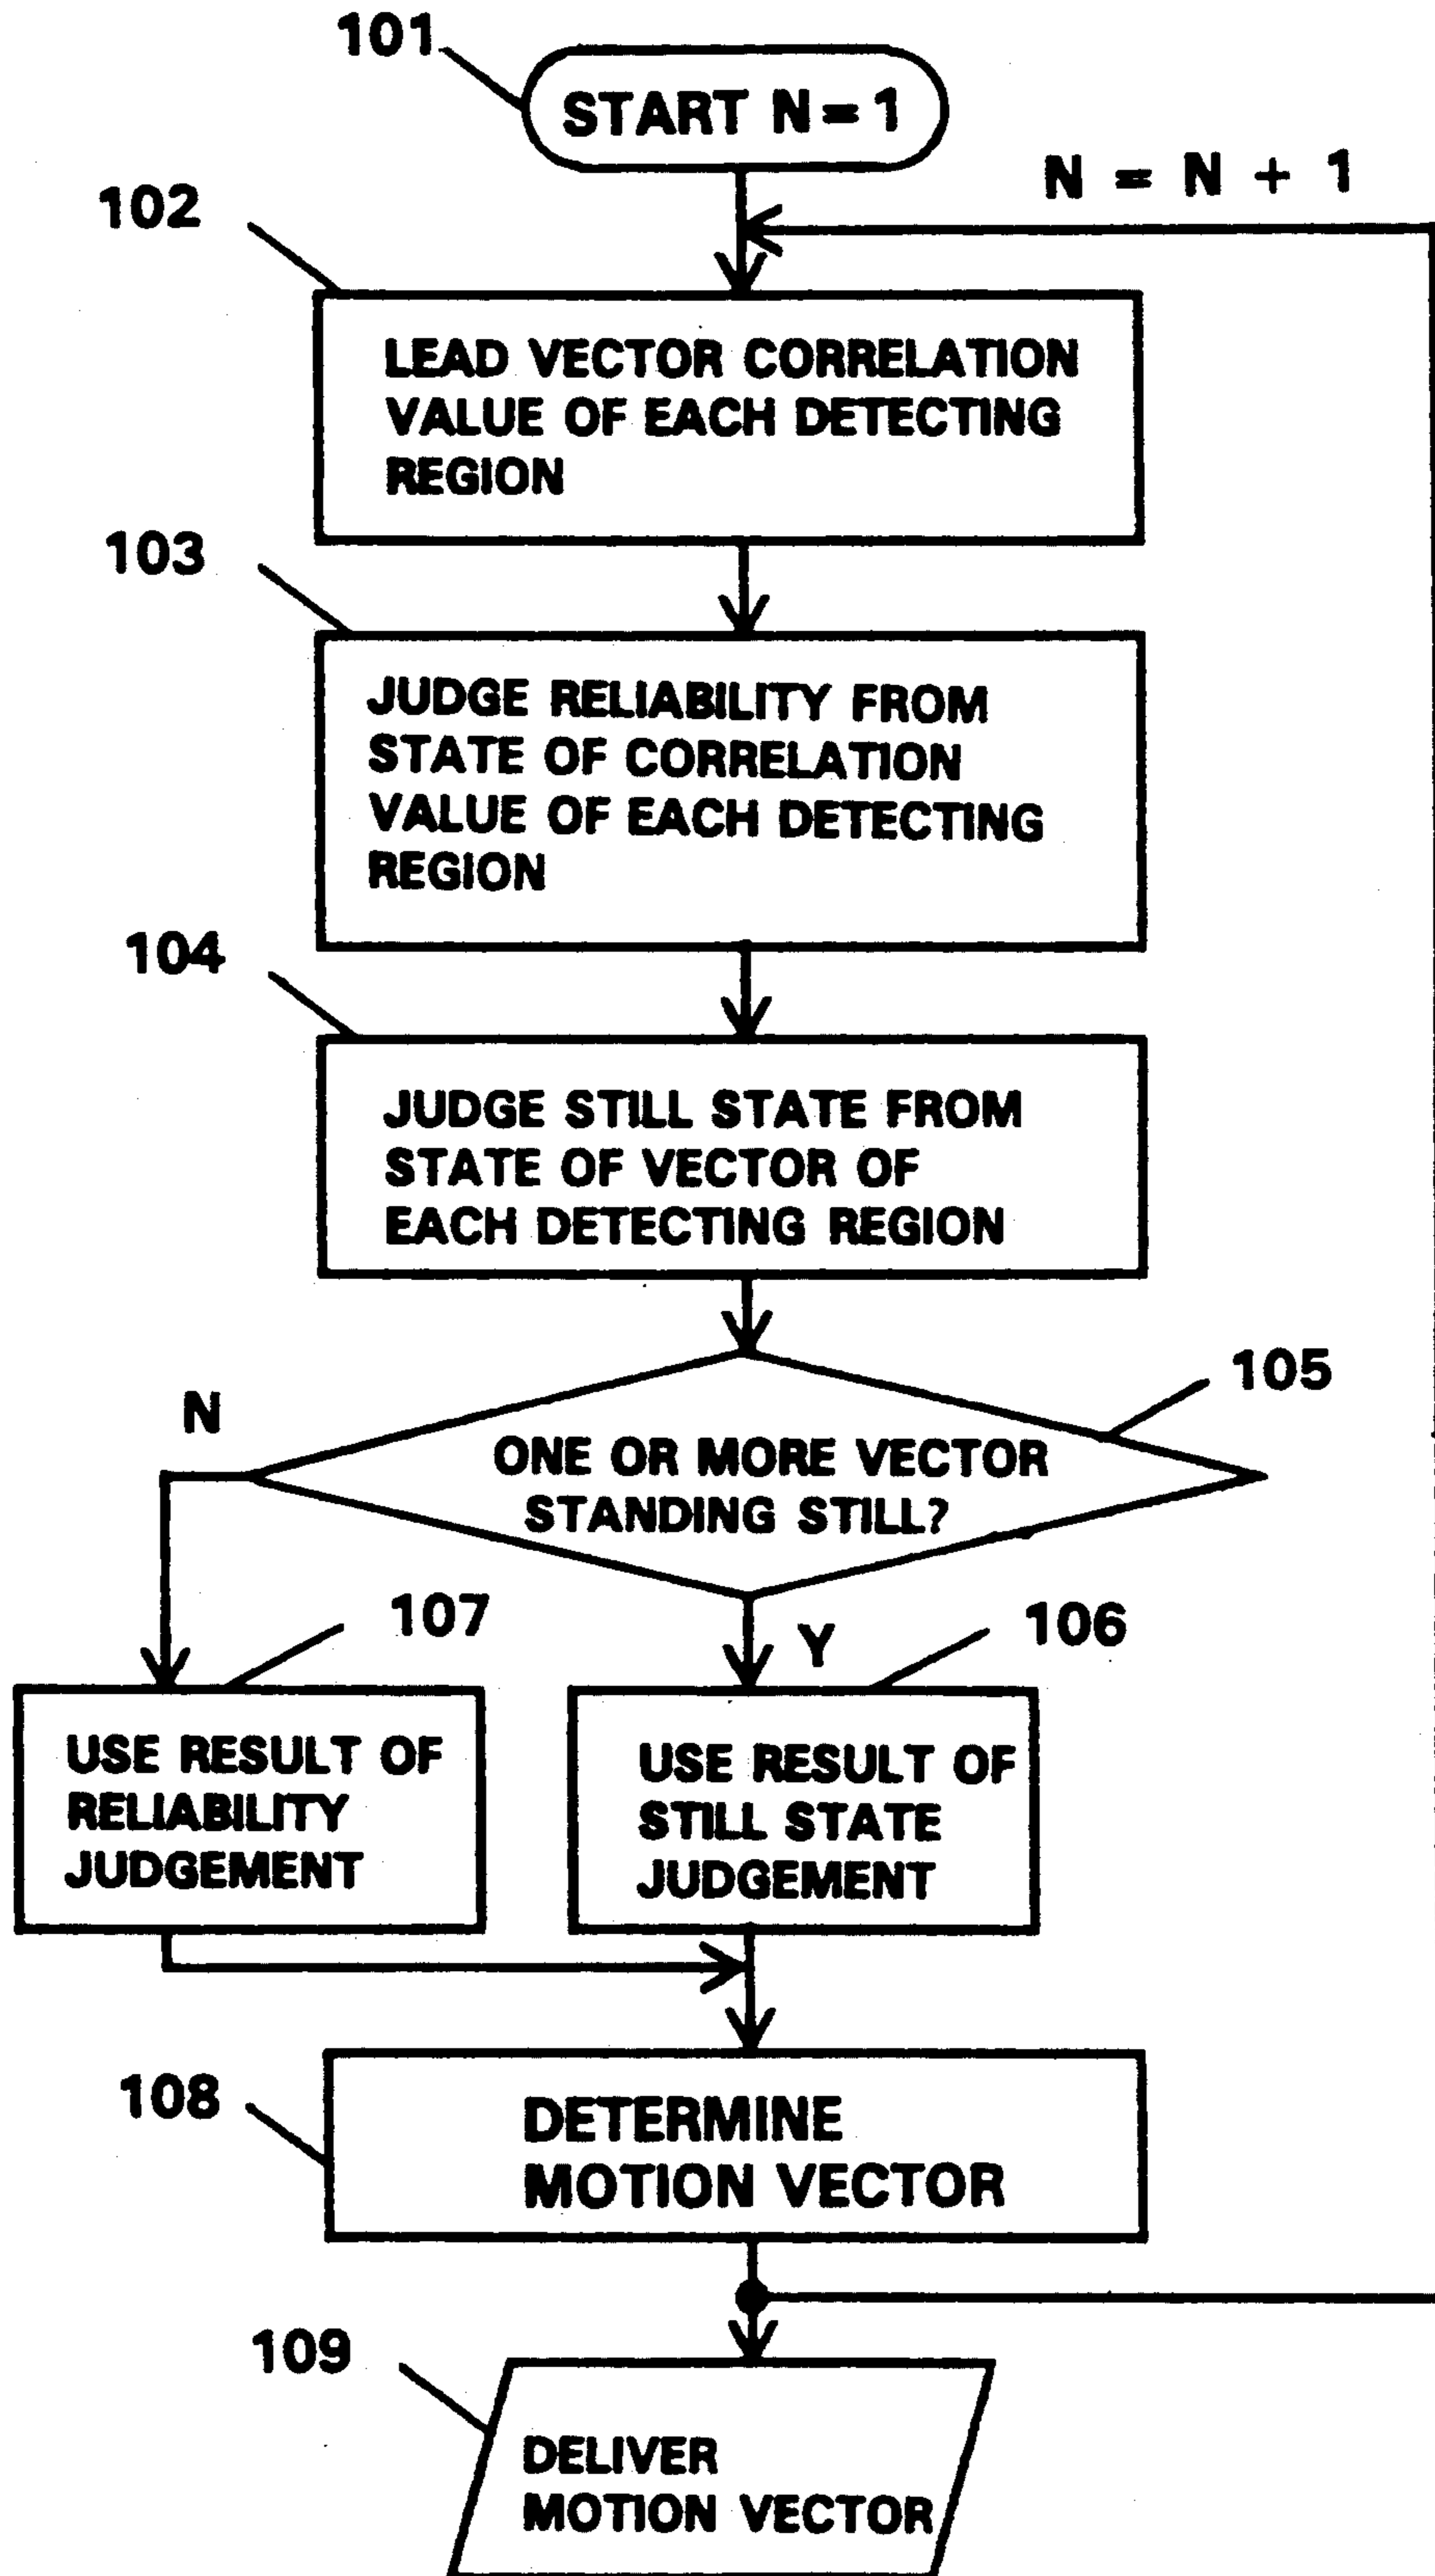 101
START N = 1
N = N + 1
102
LEAD VECTOR CORRELATION
VALUE OF EACH DETECTING
REGION
103
JUDGE RELIABILITY FROM
STATE OF CORRELATION
VALUE OF EACH DETECTING
REGION
104
JUDGE STILL STATE FROM
STATE OF VECTOR OF
EACH DETECTING REGION
105
N
ONE OR MORE VECTOR
STANDING STILL?
107
Y
106
USE RESULT OF
RELIABILITY
JUDGEMENT
USE RESULT OF
STILL STATE
JUDGEMENT
108
DETERMINE
MOTION VECTOR
109
DELIVER
MOTION VECTOR